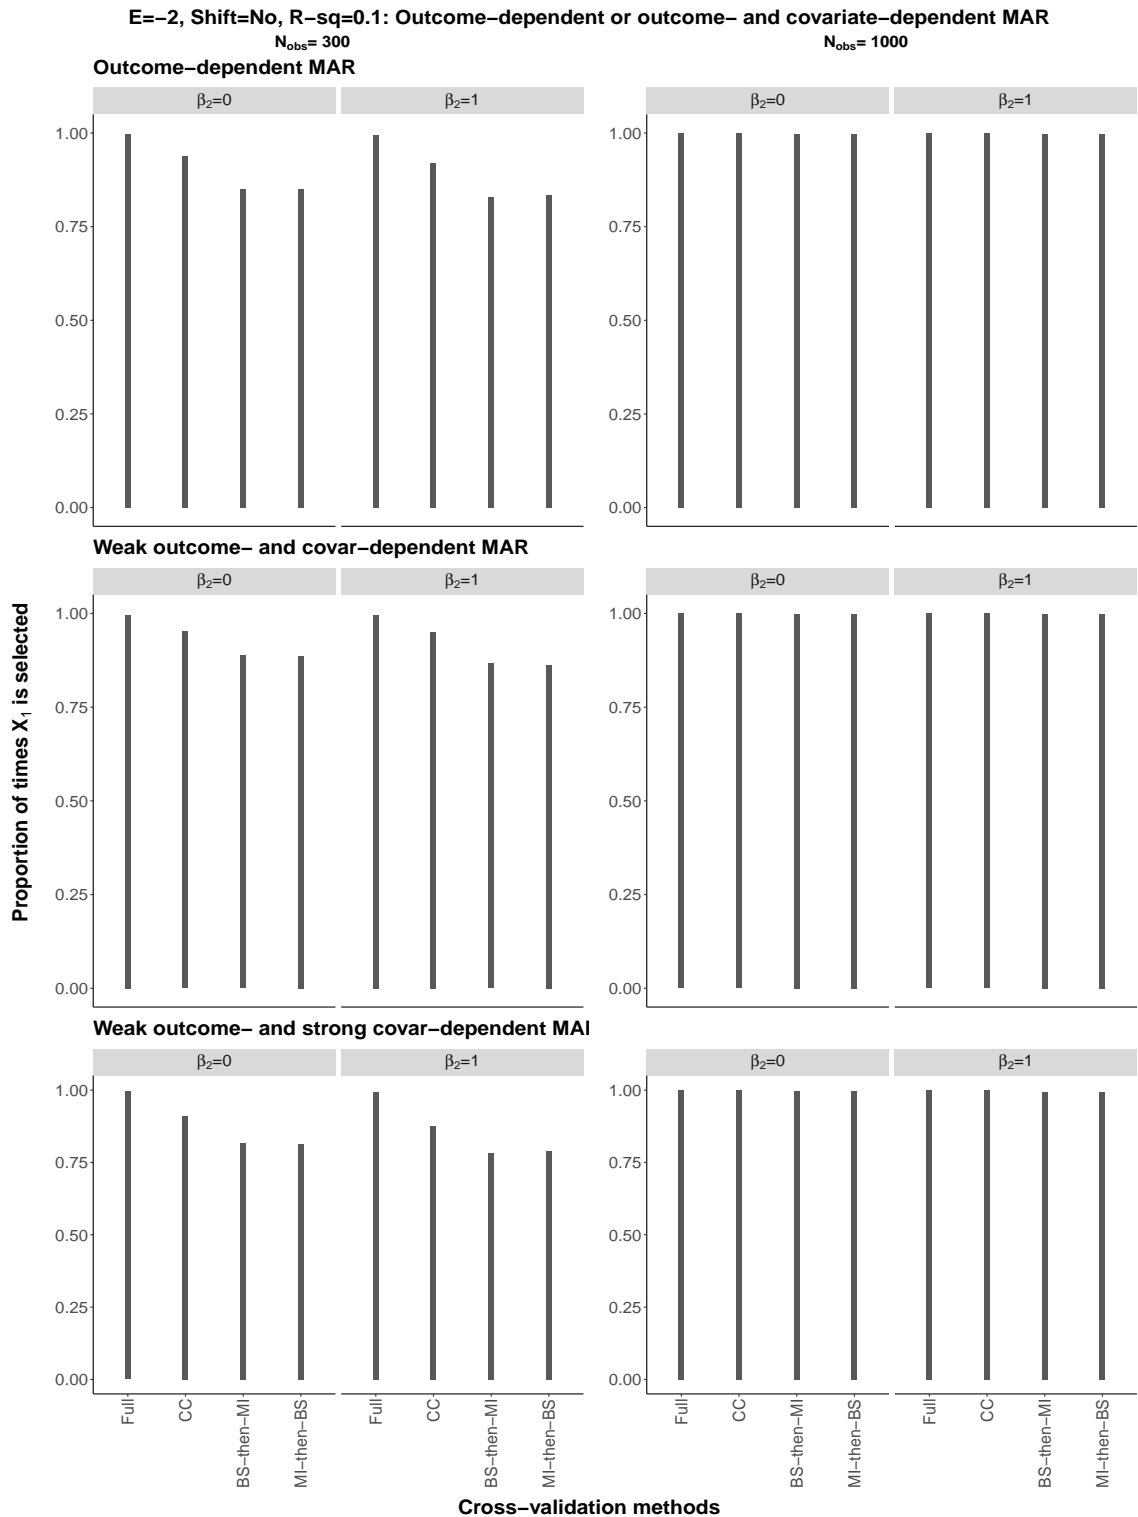 E=−2, Shift=No, R−sq=0.1: Outcome−dependent or outcome− and covariate−dependent MAR
Nobs= 300
Nobs= 1000
Outcome−dependent MAR
β2=0
β2=1
β2=0
β2=1
1.00
0.75
0.50
0.25
0.00
1.00
0.75
0.50
0.25
0.00
Weak outcome− and covar−dependent MAR
β2=0
β2=1
β2=0
β2=1
1.00
0.75
0.50
0.25
0.00
1.00
0.75
0.50
0.25
0.00
Proportion of times X1 is selected
Weak outcome− and strong covar−dependent MAI
β2=0
β2=1
β2=0
β2=1
1.00
0.75
0.50
0.25
0.00
1.00
0.75
0.50
0.25
0.00
Full
CC
BS−then−MI
MI−then−BS
Full
CC
BS−then−MI
MI−then−BS
Full
CC
BS−then−MI
MI−then−BS
Full
CC
BS−then−MI
MI−then−BS
Cross−validation methods